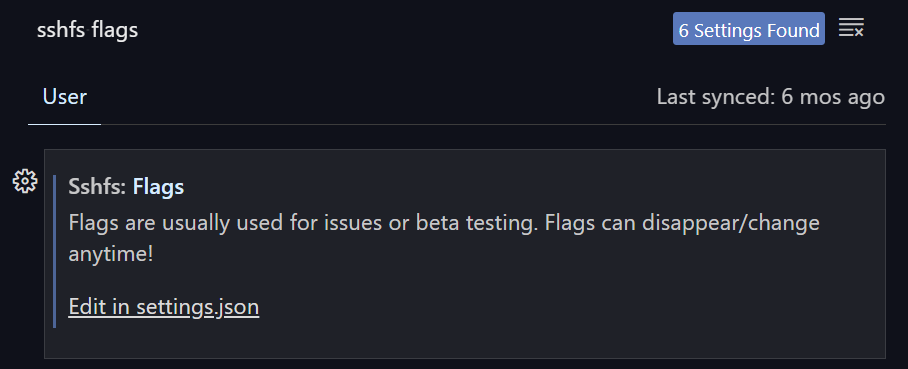 sshfs flags
6 Settings Found
User
Last synced: 6 mos ago
Sshfs: Flags
Flags are usually used for issues or beta testing. Flags can disappear/change
anytime!
Edit in settings.json